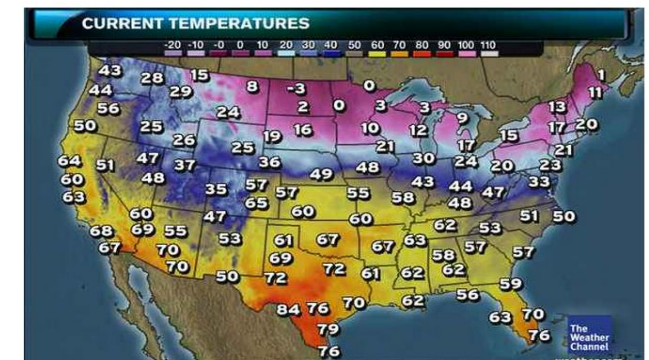 CURRENT TEMPERATURES
-20 -10 -0 0 10 20 30 40 50 60 70 80 90 100 110
43 28 15 8 -3 0 1
44 29 11
56 24 2 0 3 3 9 13
50 25 26 19 16 10 12 15 17 20
25 21 17 21
64 51 47 37 36 48 30 24 20 23
60 48 35 57 57 49 43 44 47 33
63 65 55 58 48
60 47 60 60 51 50
68 69 55 53 61 67 67 63 62 53
67 70 69 58 57 57
70 50 72 72 61 62 62 59
84 76 70 62 56
79 63 70
76 76
The
Weather
Channel